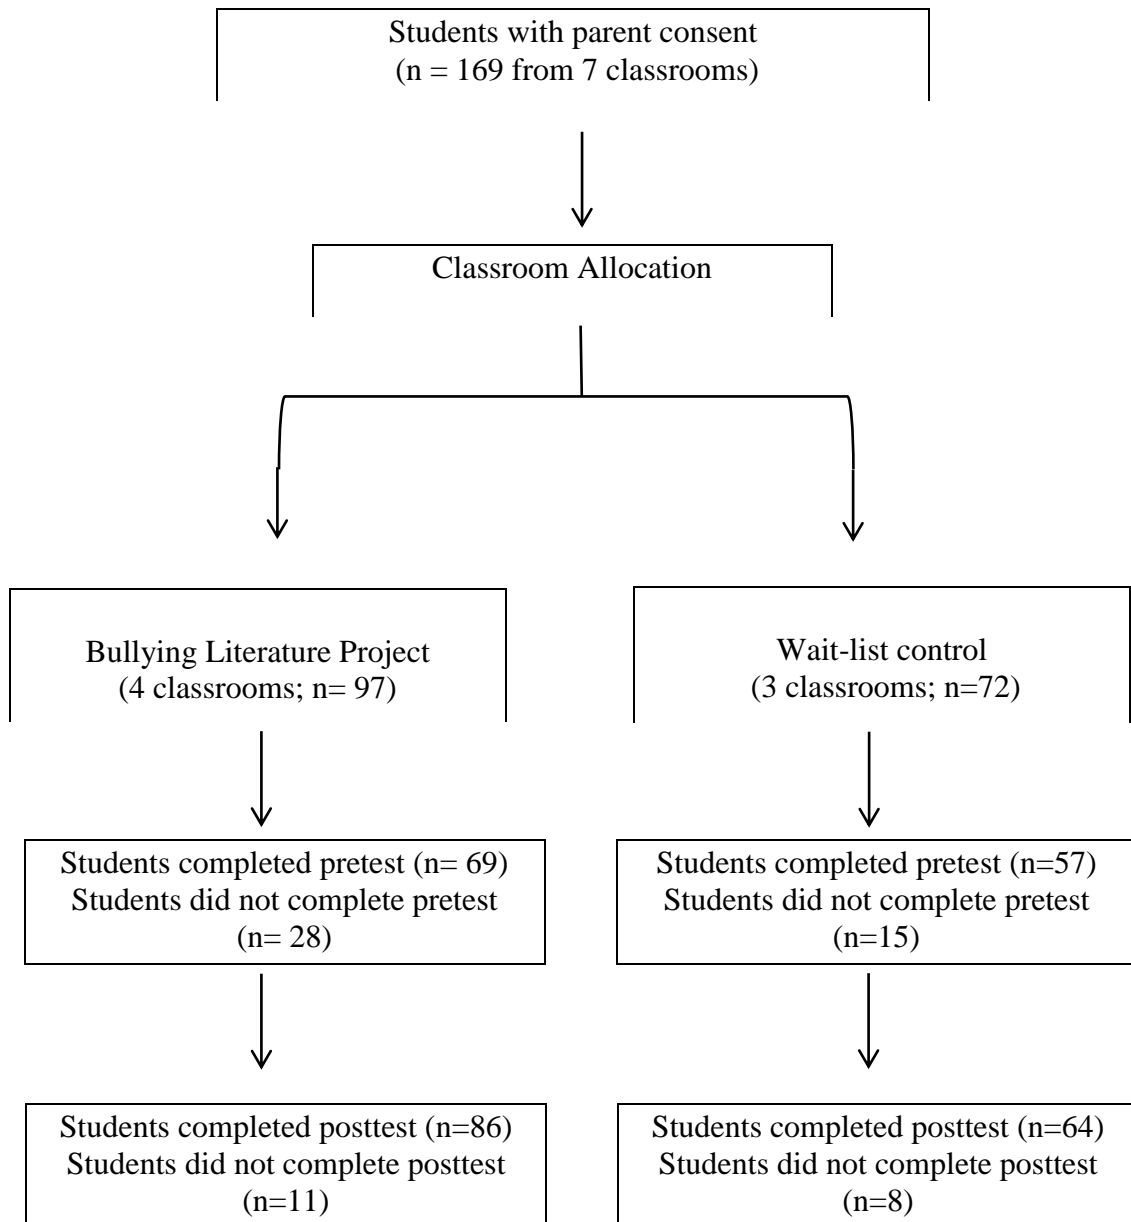 Students with parent consent
(n = 169 from 7 classrooms)
Classroom Allocation
Bullying Literature Project
(4 classrooms; n= 97)
Wait-list control
(3 classrooms; n=72)
Students completed pretest (n= 69)
Students did not complete pretest
(n= 28)
Students completed pretest (n=57)
Students did not complete pretest
(n=15)
Students completed posttest (n=86)
Students did not complete posttest
(n=11)
Students completed posttest (n=64)
Students did not complete posttest
(n=8)